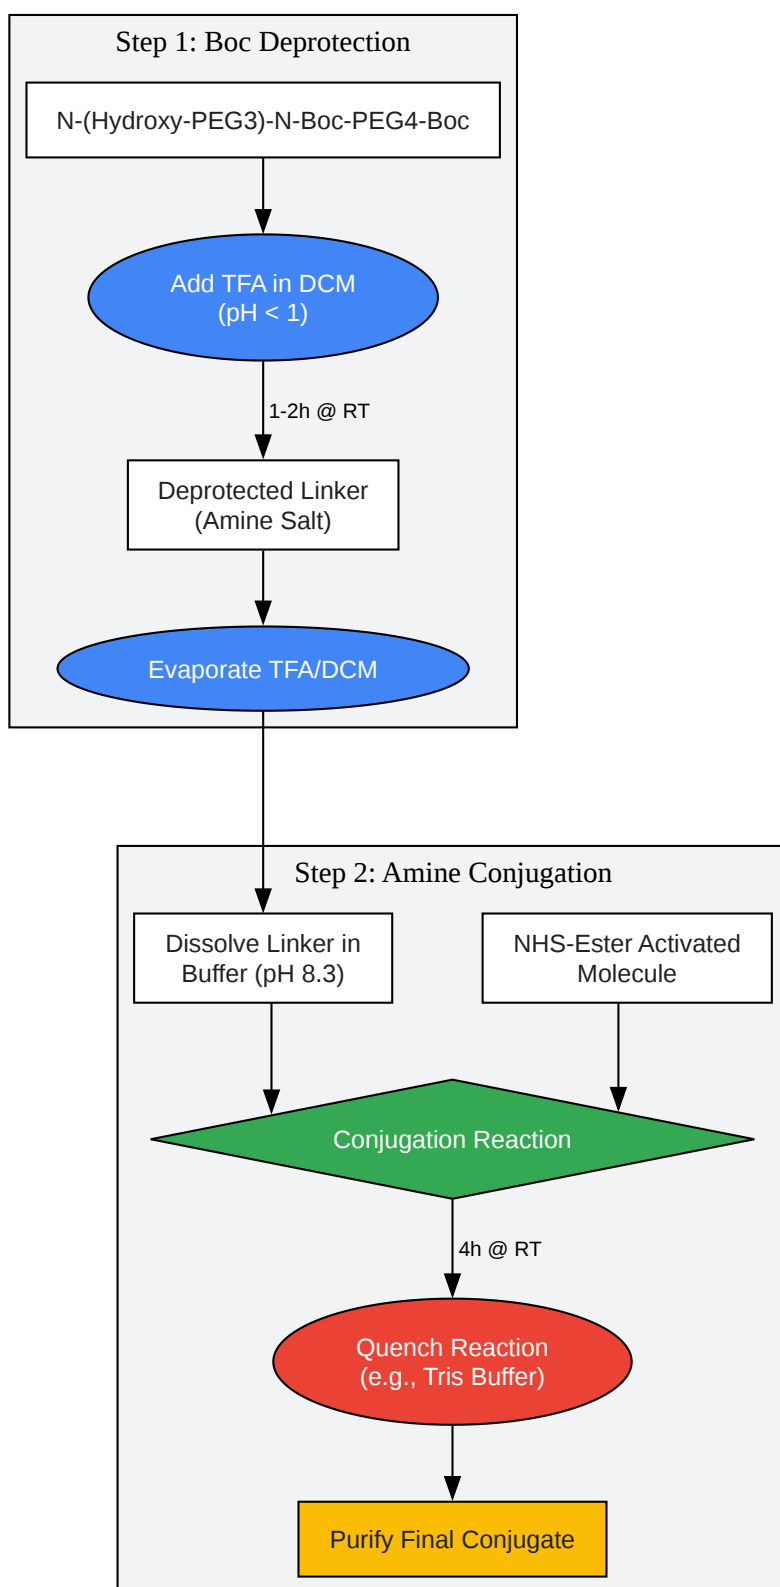 Step 1: Boc Deprotection
N-(Hydroxy-PEG3)-N-Boc-PEG4-Boc
Add TFA in DCM
(pH < 1)
1-2h @ RT
Deprotected Linker
(Amine Salt)
Evaporate TFA/DCM
Step 2: Amine Conjugation
Dissolve Linker in
Buffer (pH 8.3)
NHS-Ester Activated
Molecule
Conjugation Reaction
4h @ RT
Quench Reaction
(e.g., Tris Buffer)
Purify Final Conjugate